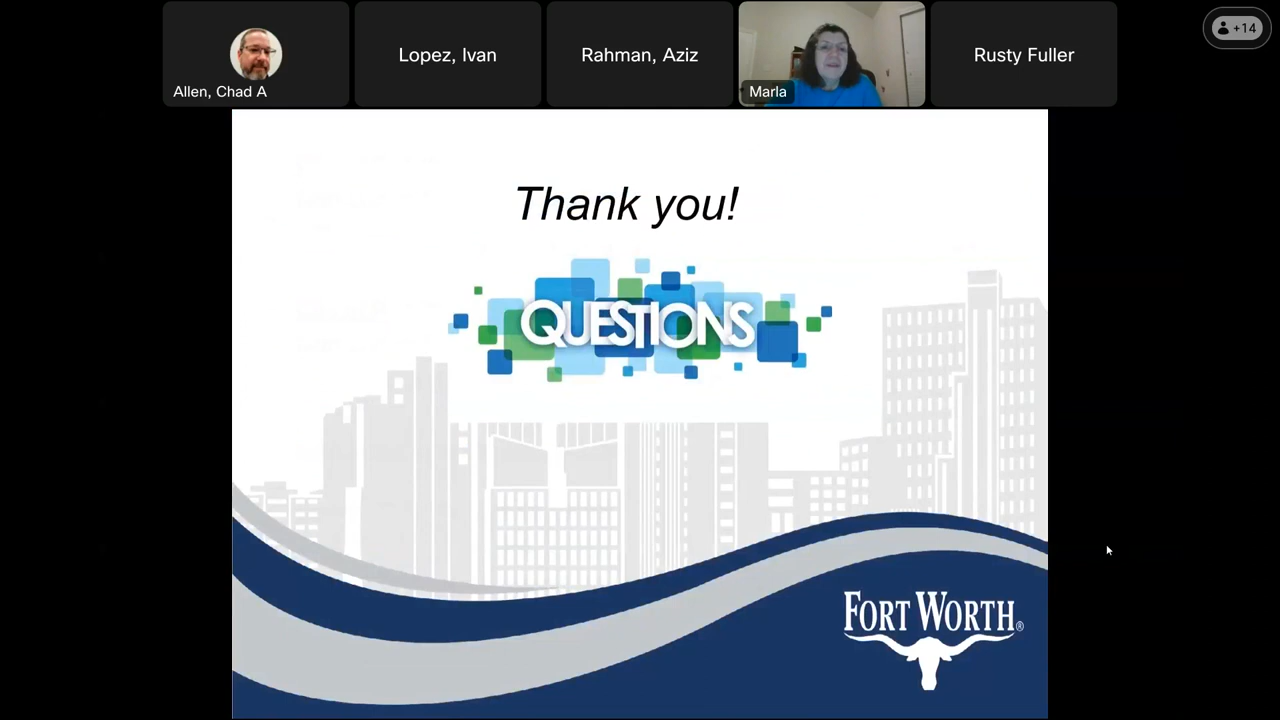 Allen, Chad A
Lopez, Ivan
Rahman, Aziz
Marla
Rusty Fuller
+14
Thank you!
QUESTIONS
FORT WORTH®